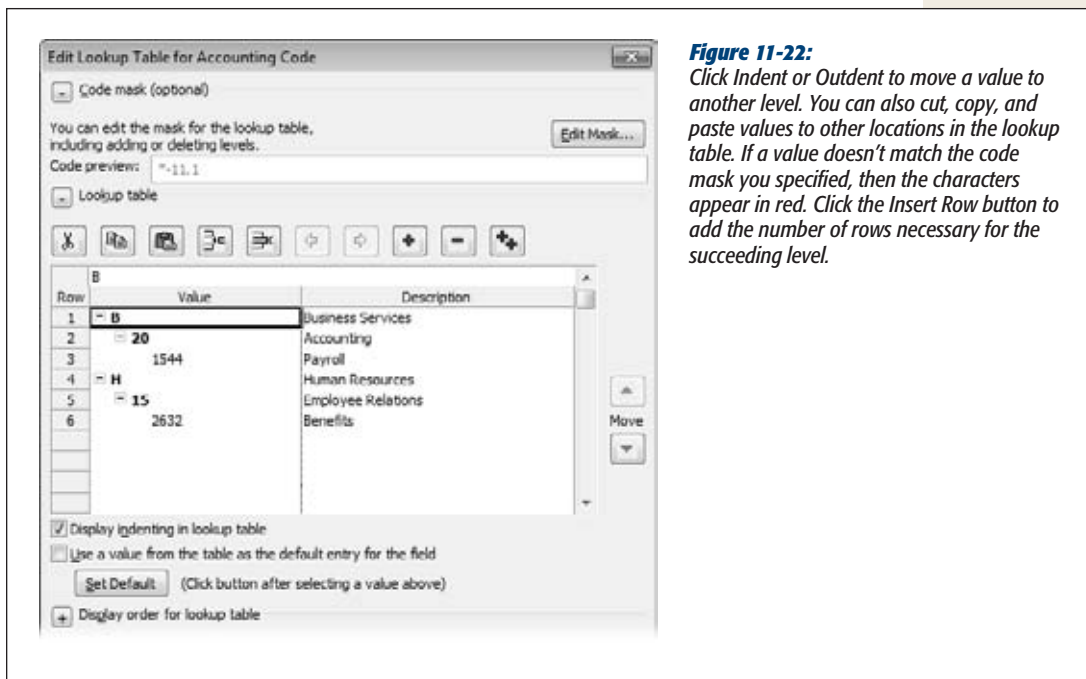 Edit Lookup Table for Accounting Code
Code mask (optional)
You can edit the mask for the lookup table,
including adding or deleting levels.
Edit Mask...
Code preview: *-11.1
Lookup table
B
Row Value Description
1 - B Business Services
2 - 20 Accounting
3 1544 Payroll
4 - H Human Resources
5 - 15 Employee Relations
6 2632 Benefits
Move
Display indenting in lookup table
Use a value from the table as the default entry for the field
Set Default (Click button after selecting a value above)
+ Display order for lookup table
Figure 11-22:
Click Indent or Outdent to move a value to
another level. You can also cut, copy, and
paste values to other locations in the lookup
table. If a value doesn't match the code
mask you specified, then the characters
appear in red. Click the Insert Row button to
add the number of rows necessary for the
succeeding level.